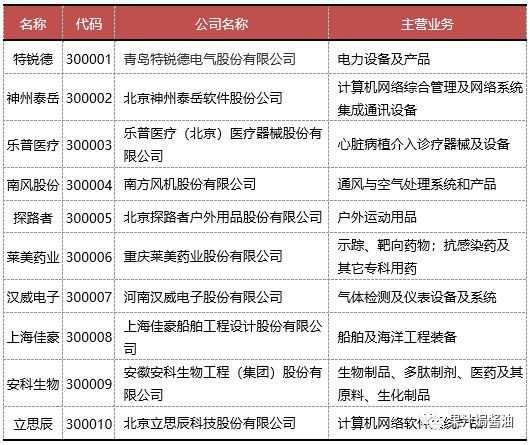 名称 代码 公司名称 主营业务
特锐德 300001 青岛特锐德电气股份有限公司 电力设备及产品
神州泰岳 300002 北京神州泰岳软件股份公司 计算机网络综合管理及网络系统
集成通讯设备
乐普医疗 300003 乐普医疗（北京）医疗器械股份有
限公司 心脏病植入诊疗器械及设备
南风股份 300004 南方风机股份有限公司 通风与空气处理系统和产品
探路者 300005 北京探路者户外用品股份有限公司 户外运动用品
莱美药业 300006 重庆莱美药业股份有限公司 示踪、靶向药物；抗感染药及
其它专科用药
汉威电子 300007 河南汉威电子股份有限公司 气体检测及仪表设备及系统
上海佳豪 300008 上海佳豪船舶工程设计股份有限公
司 船舶及海洋工程装备
安科生物 300009 安徽安科生物工程（集团）股份有
限公司 生物制品、多肽制剂、医药及其
原料、生化制品
立思辰 300010 北京立思辰科技股份有限公司 计算机网络软件
酱油